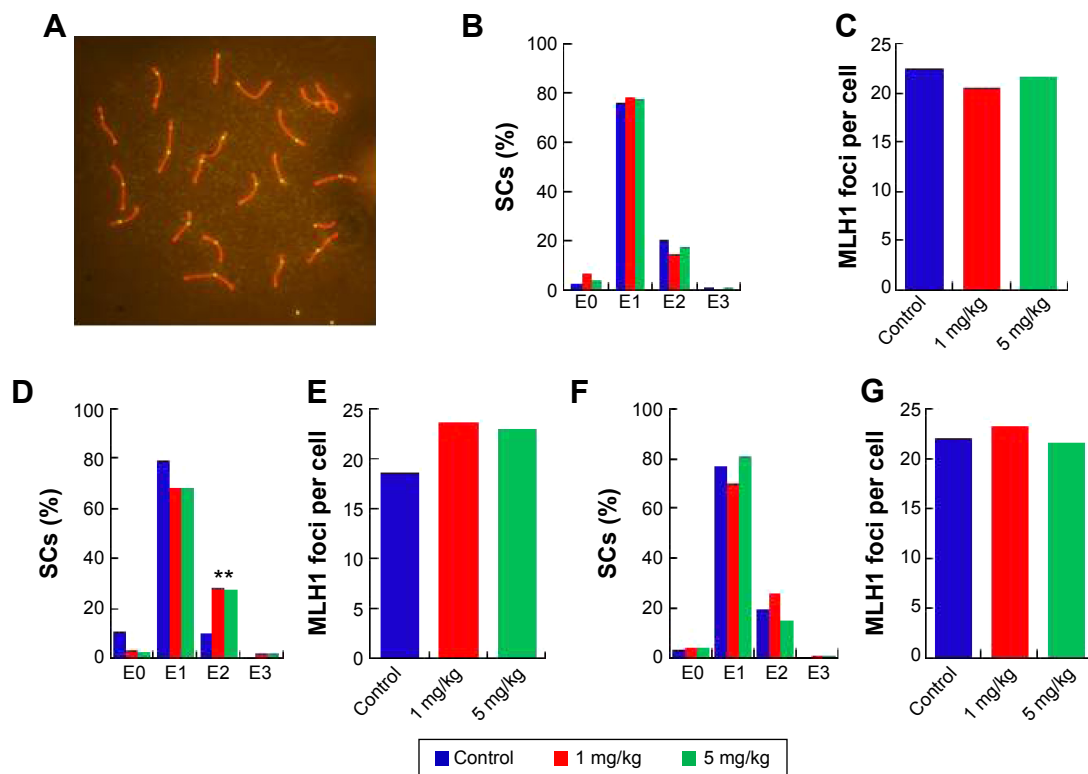 A
B
100
80
60
40
20
0
SCs (%)
E0 E1 E2 E3
C
25
20
15
10
5
0
MLH1 foci per cell
Control
1 mg/kg
5 mg/kg
D
100
80
60
40
20
0
SCs (%)
**
E0 E1 E2 E3
E
25
20
15
10
5
0
MLH1 foci per cell
Control
1 mg/kg
5 mg/kg
F
100
80
60
40
20
0
SCs (%)
E0 E1 E2 E3
G
25
20
15
10
5
0
MLH1 foci per cell
Control
1 mg/kg
5 mg/kg
Control 1 mg/kg 5 mg/kg